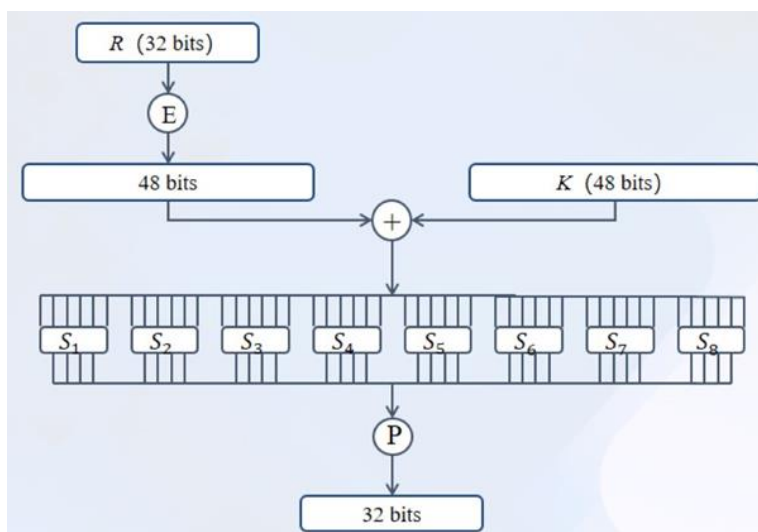 R (32 bits)
E
48 bits
K (48 bits)
+
S₁ S₂ S₃ S₄ S₅ S₆ S₇ S₈
P
32 bits